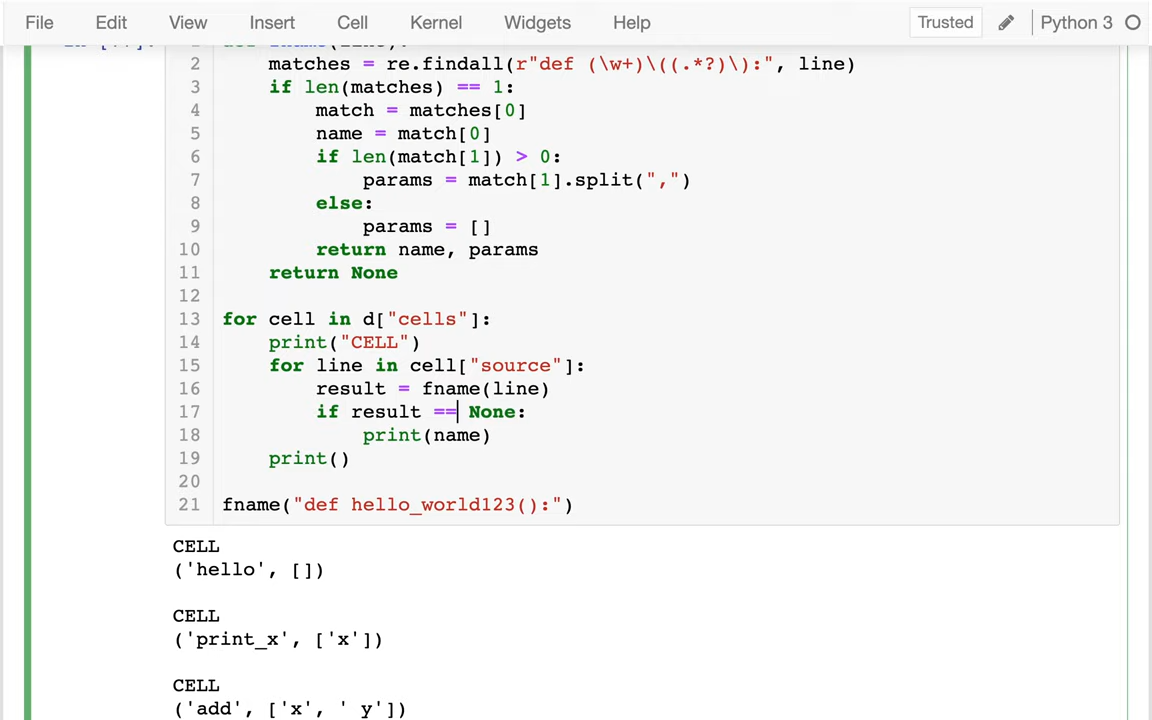 File Edit View Insert Cell Kernel Widgets Help Trusted Python 3
2 matches = re.findall(r"def (\w+)\((.*?)\):", line)
3 if len(matches) == 1:
4 match = matches[0]
5 name = match[0]
6 if len(match[1]) > 0:
7 params = match[1].split(",")
8 else:
9 params = []
10 return name, params
11 return None
12
13 for cell in d["cells"]:
14 print("CELL")
15 for line in cell["source"]:
16 result = fname(line)
17 if result == None:
18 print(name)
19 print()
20
21 fname("def hello_world123():")
CELL
('hello', [])
CELL
('print_x', ['x'])
CELL
('add', ['x', ' y'])